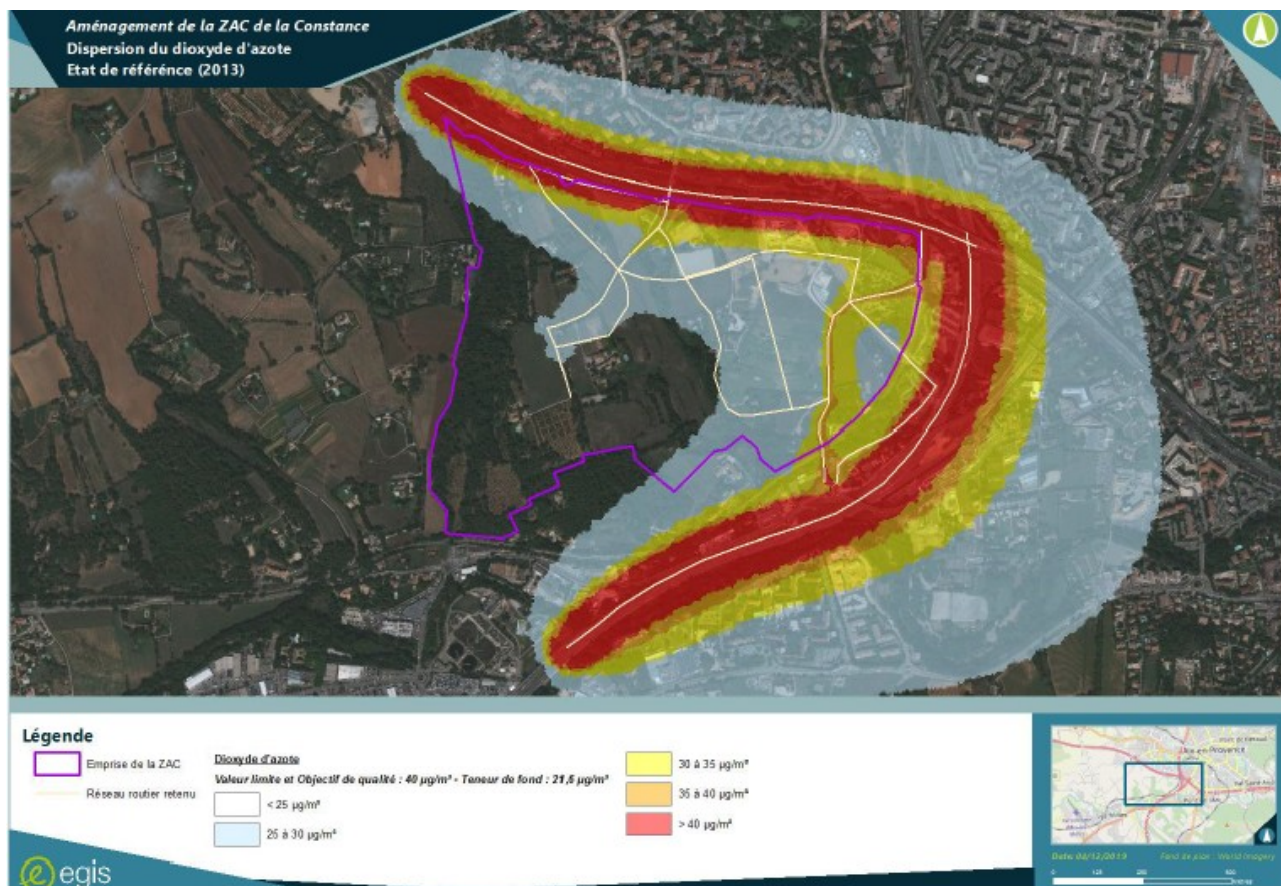 Aménagement de la ZAC de la Constance
Dispersion du dioxyde d'azote
Etat de référénce (2013)
Légende
Emprise de la ZAC
Réseau routier retenu
Dioxyde d'azote
Valeur limite et Objectif de qualité : 40 µg/m³ - Teneur de fond : 21,6 µg/m³
< 25 µg/m³
25 à 30 µg/m³
30 à 35 µg/m³
35 à 40 µg/m³
> 40 µg/m³
egis
Date: 02/12/2019
Fond de plan : World Imagery
0